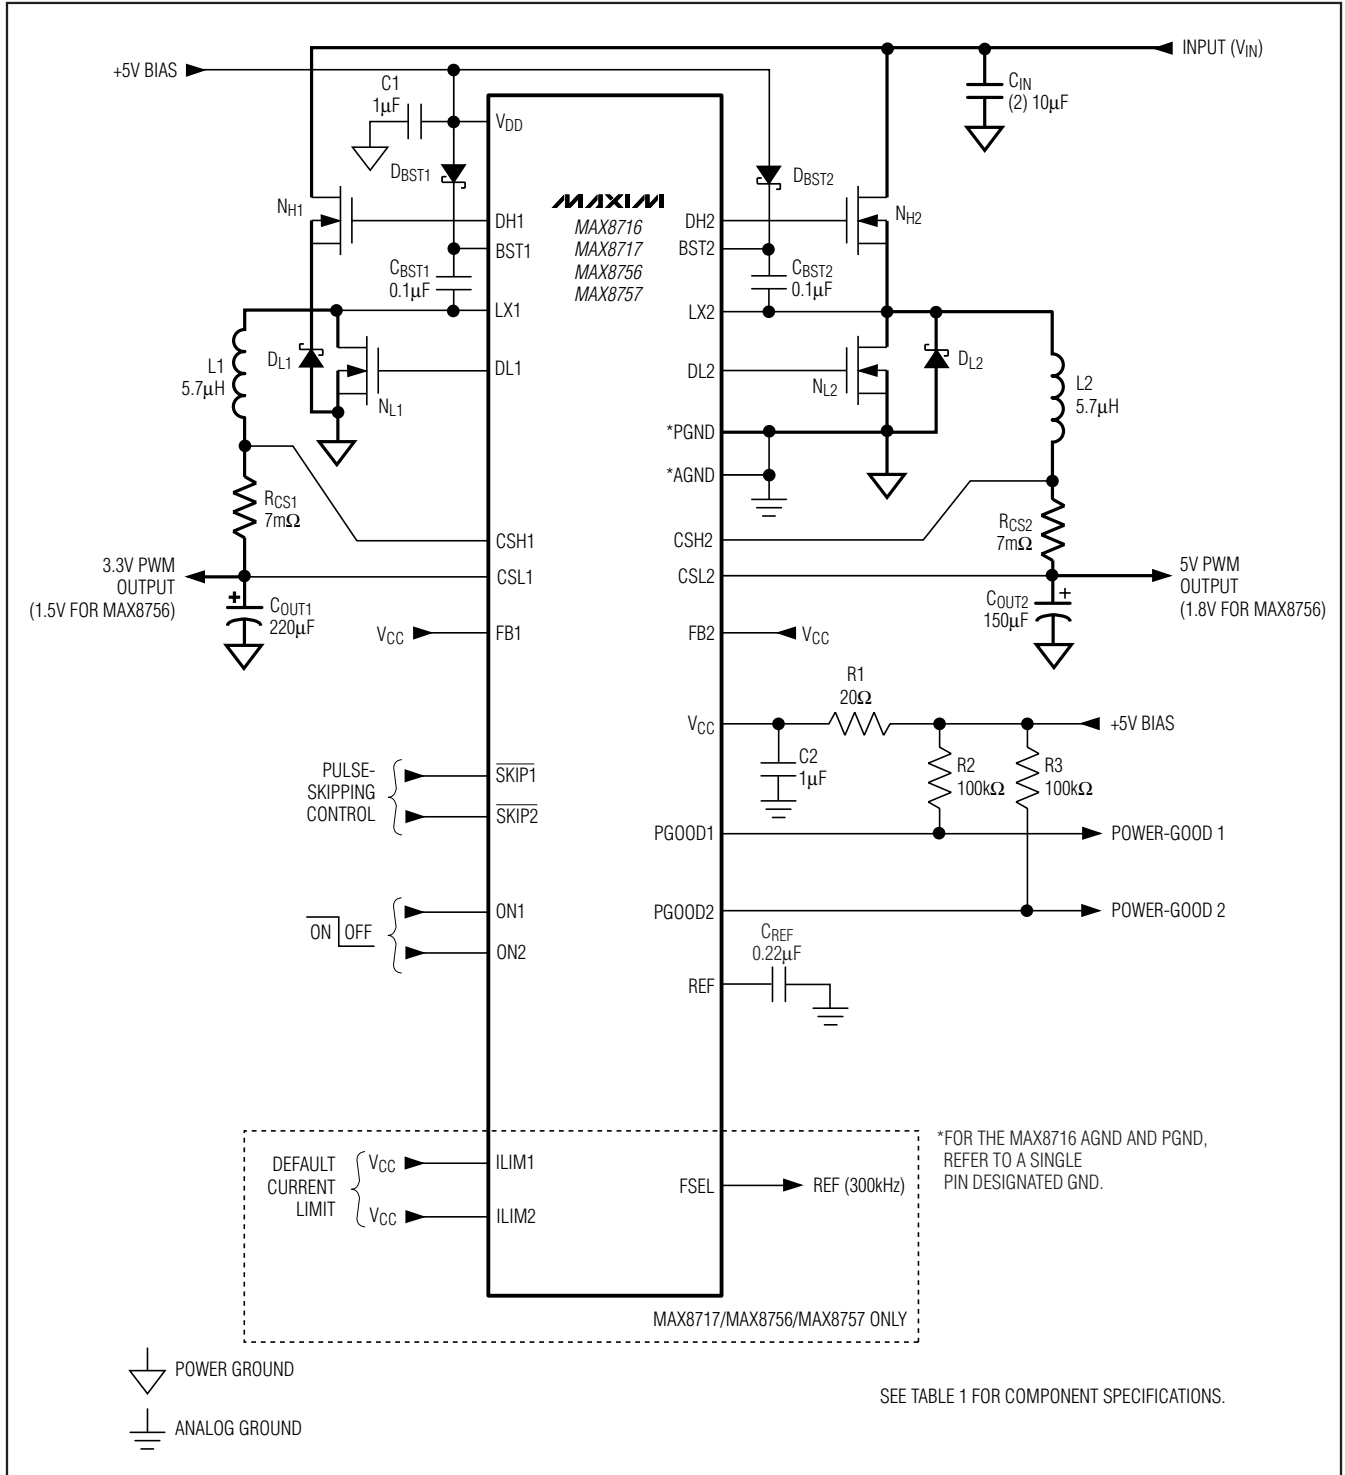 INPUT (VIN)
+5V BIAS
C1
1µF
CIN
(2) 10µF
VDD
DBST1
DBST2
MAXIM
MAX8716
MAX8717
MAX8756
MAX8757
NH1
DH1
DH2
NH2
BST1
BST2
CBST1
0.1µF
CBST2
0.1µF
LX1
LX2
L1
5.7µH
DL1
NL1
DL1
DL2
NL2
DL2
L2
5.7µH
*PGND
*AGND
RCS1
7mΩ
RCS2
7mΩ
CSH1
CSH2
3.3V PWM
OUTPUT
(1.5V FOR MAX8756)
CSL1
CSL2
5V PWM
OUTPUT
(1.8V FOR MAX8756)
+
COUT1
220µF
+
COUT2
150µF
VCC
FB1
FB2
VCC
R1
20Ω
VCC
+5V BIAS
C2
1µF
R2
100kΩ
R3
100kΩ
PULSE-
SKIPPING
CONTROL
SKIP1
SKIP2
PGOOD1
POWER-GOOD 1
ON OFF
ON1
ON2
PGOOD2
POWER-GOOD 2
CREF
0.22µF
REF
DEFAULT
CURRENT
LIMIT
VCC
ILIM1
VCC
ILIM2
FSEL
REF (300kHz)
*FOR THE MAX8716 AGND AND PGND,
REFER TO A SINGLE
PIN DESIGNATED GND.
MAX8717/MAX8756/MAX8757 ONLY
POWER GROUND
ANALOG GROUND
SEE TABLE 1 FOR COMPONENT SPECIFICATIONS.